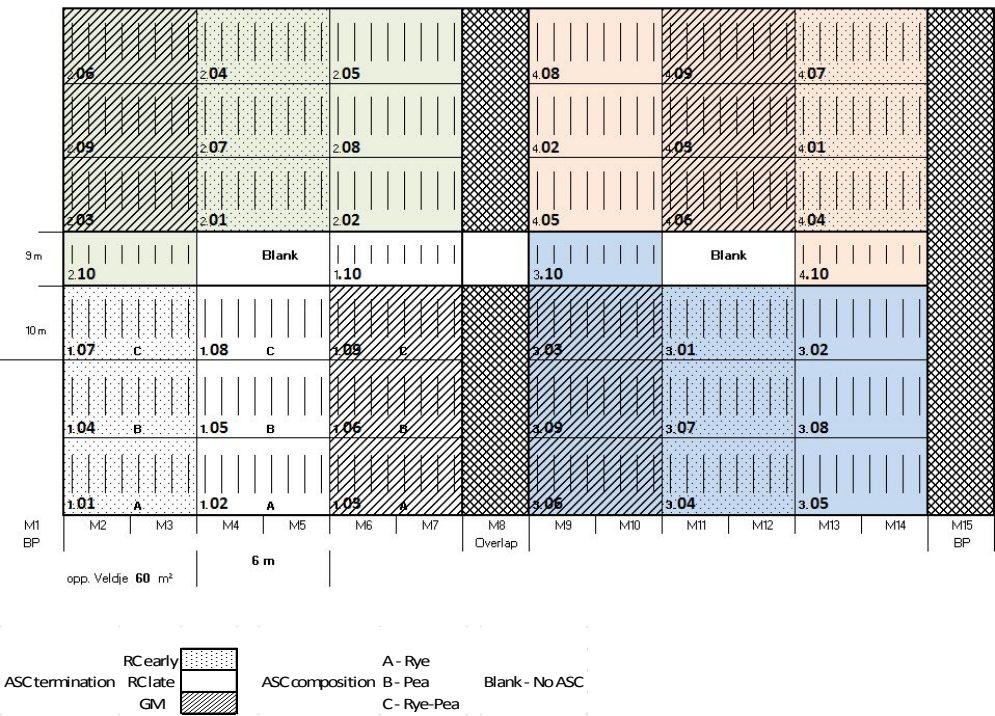 2.06 2.04 2.05 4.08 4.09 4.07
2.09 2.07 2.08 4.02 4.03 4.01
2.03 2.01 2.02 4.05 4.06 4.04
9 m Blank Blank
2.10 1.10 3.10 4.10
10 m
1.07 C 1.08 C 1.09 C 3.03 3.01 3.02
1.04 B 1.05 B 1.06 B 3.09 3.07 3.08
1.01 A 1.02 A 1.03 A 3.06 3.04 3.05
M1 M2 M3 M4 M5 M6 M7 M8 M9 M10 M11 M12 M13 M14 M15
BP Overlap BP
6 m
opp. Veldje 60 m²
RC early A - Rye
ASC termination RC late ASC composition B - Pea Blank - No ASC
GM C - Rye-Pea